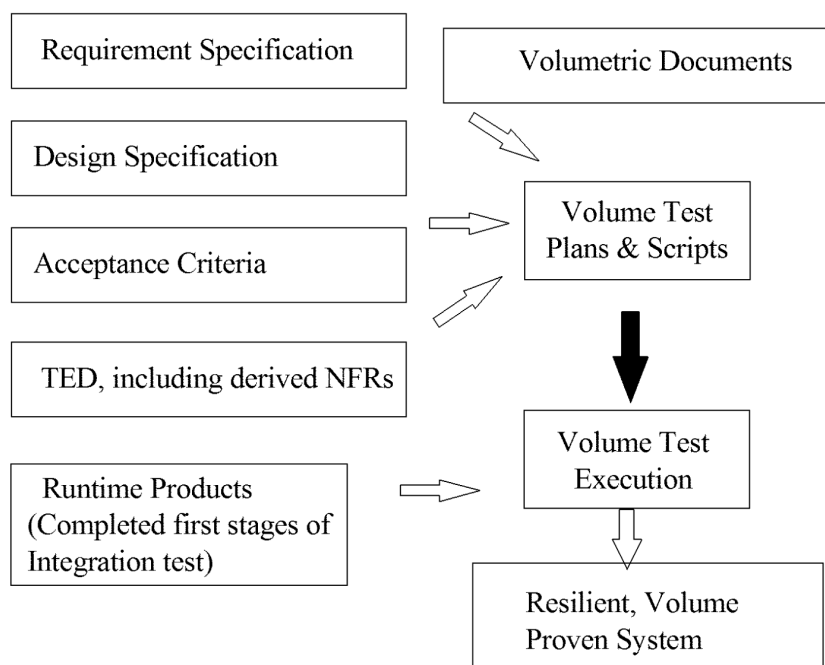 Requirement Specification
Volumetric Documents
Design Specification
Volume Test
Plans & Scripts
Acceptance Criteria
TED, including derived NFRs
Volume Test
Execution
Runtime Products
(Completed first stages of
Integration test)
Resilient, Volume
Proven System